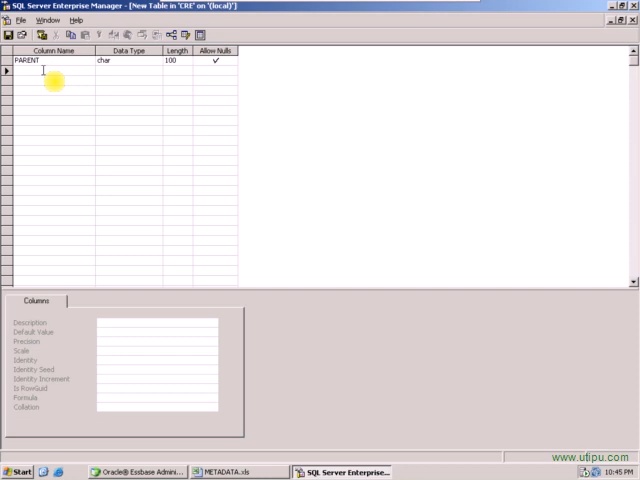 SQL Server Enterprise Manager - [New Table in 'CRE' on '(local)']
File Window Help
Column Name Data Type Length Allow Nulls
PARENT char 100
Columns
Description
Default Value
Precision
Scale
Identity
Identity Seed
Identity Increment
Is RowGuid
Formula
Collation
www.ufipu.com
Start Oracle® Essbase Admini... METADATA.xls SQL Server Enterprise... 10:45 PM